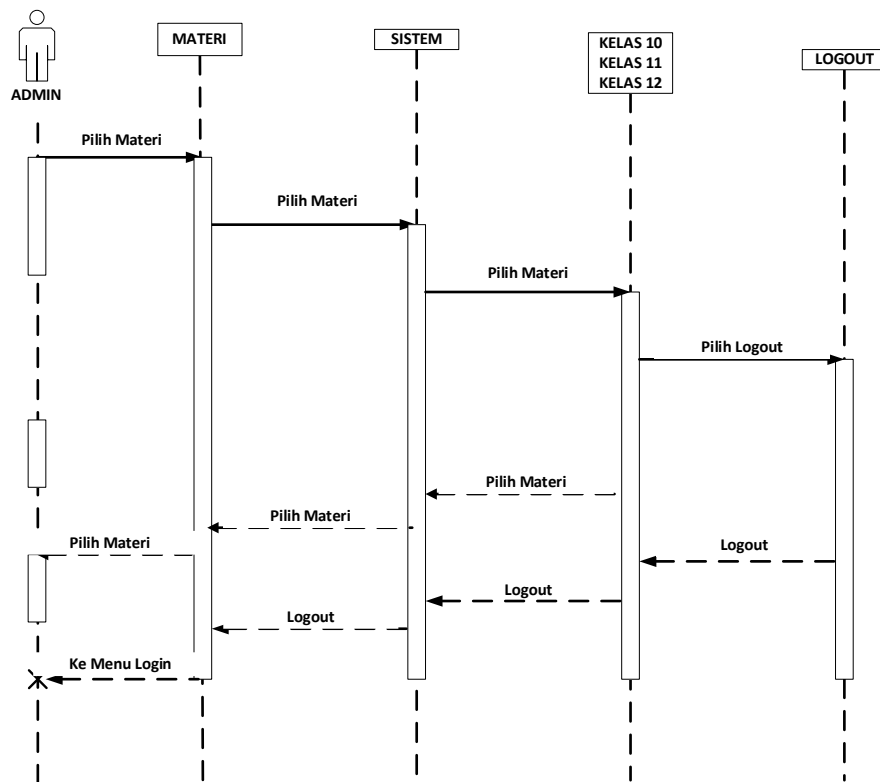 ADMIN
MATERI
SISTEM
KELAS 10
KELAS 11
KELAS 12
LOGOUT
Pilih Materi
Pilih Materi
Pilih Materi
Pilih Logout
Pilih Materi
Pilih Materi
Pilih Materi
Logout
Logout
Logout
Ke Menu Login